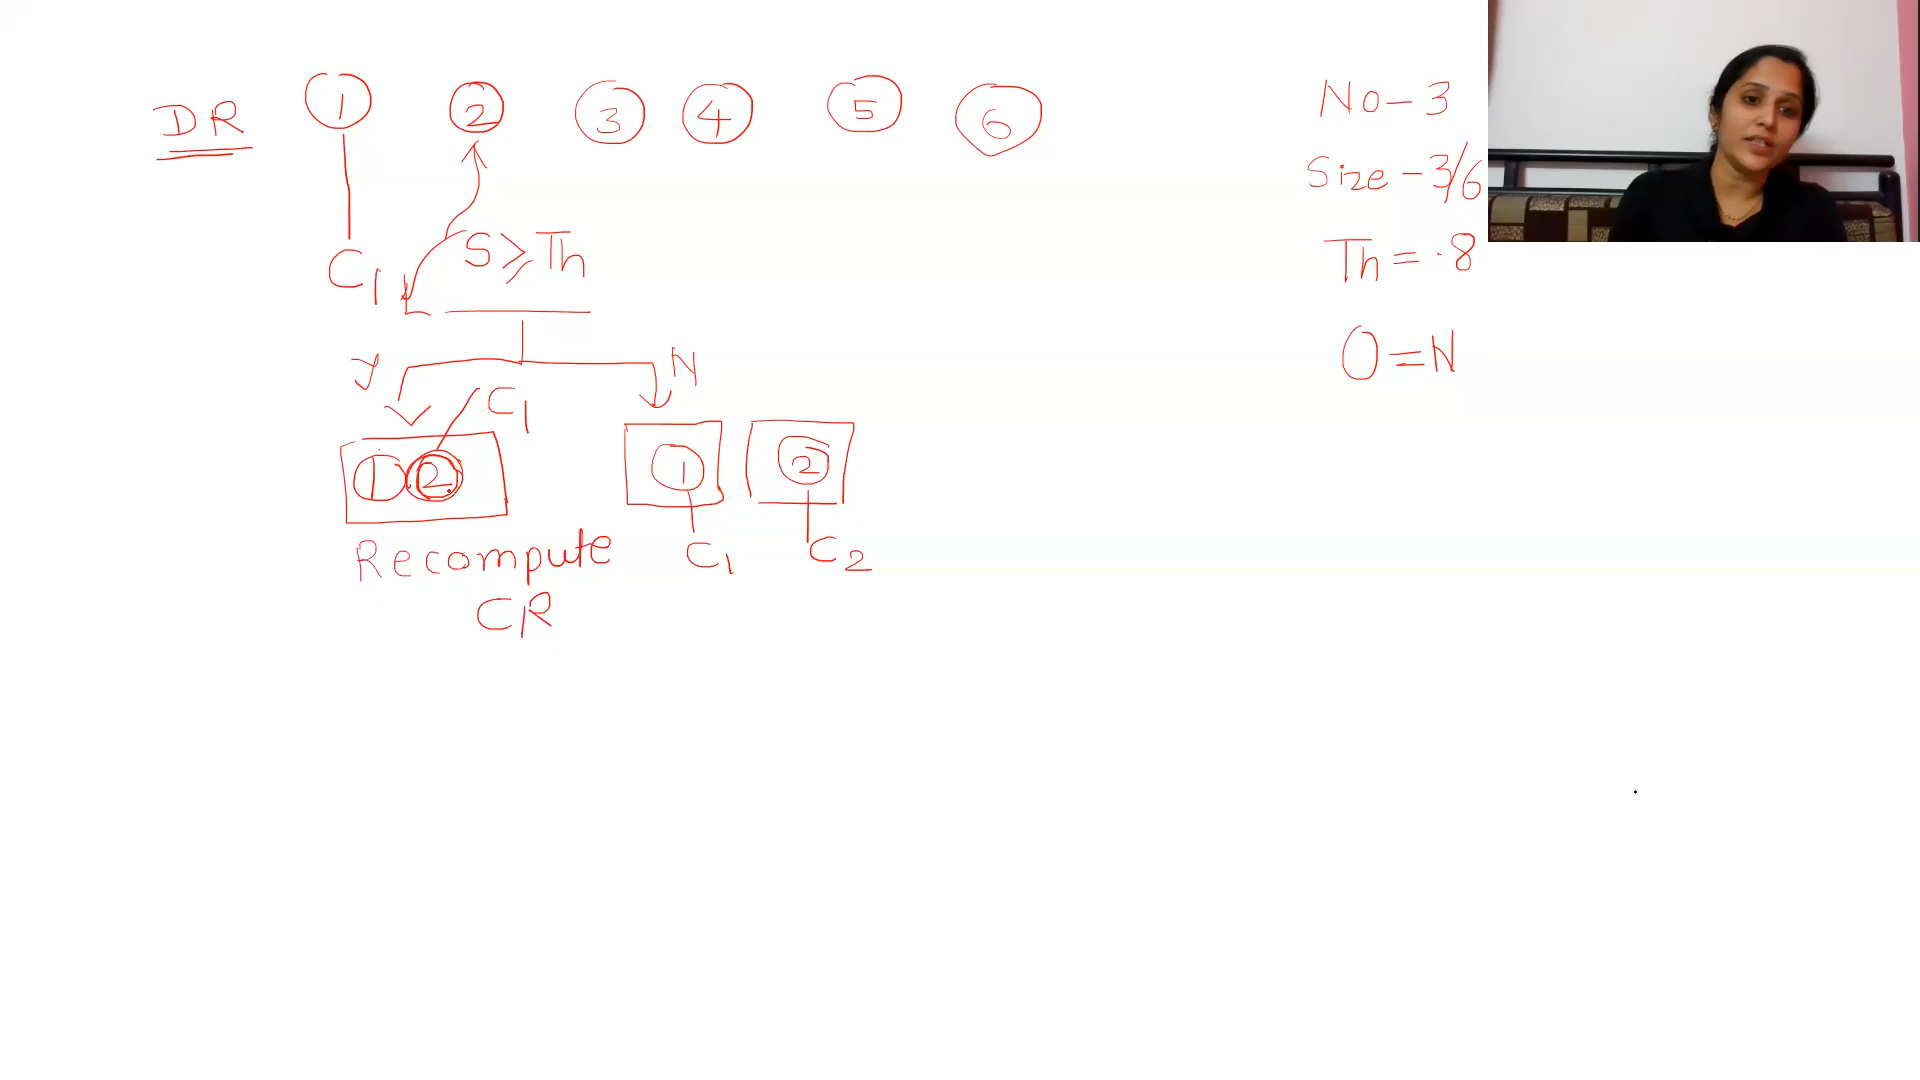 DR 1 2 3 4 5 6
No-3
Size-3/6
Th=.8
O=N
C1 S≥Th
Y N
C1
1 2 1 2
Recompute C1 C2
CR